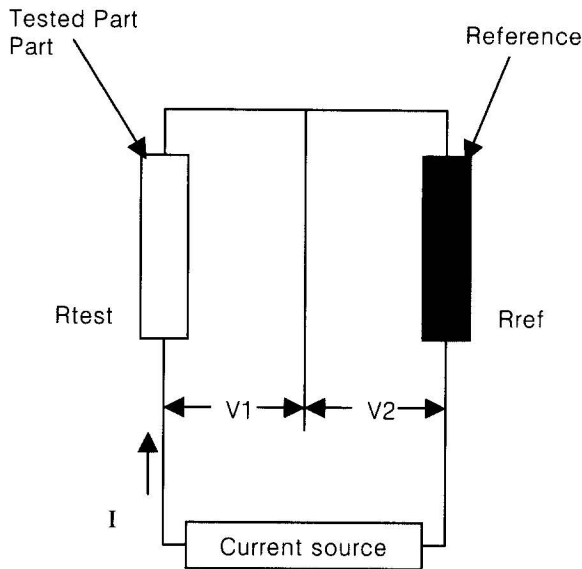 Tested Part
Part
Reference
Rtest
Rref
V1
V2
I
Current source